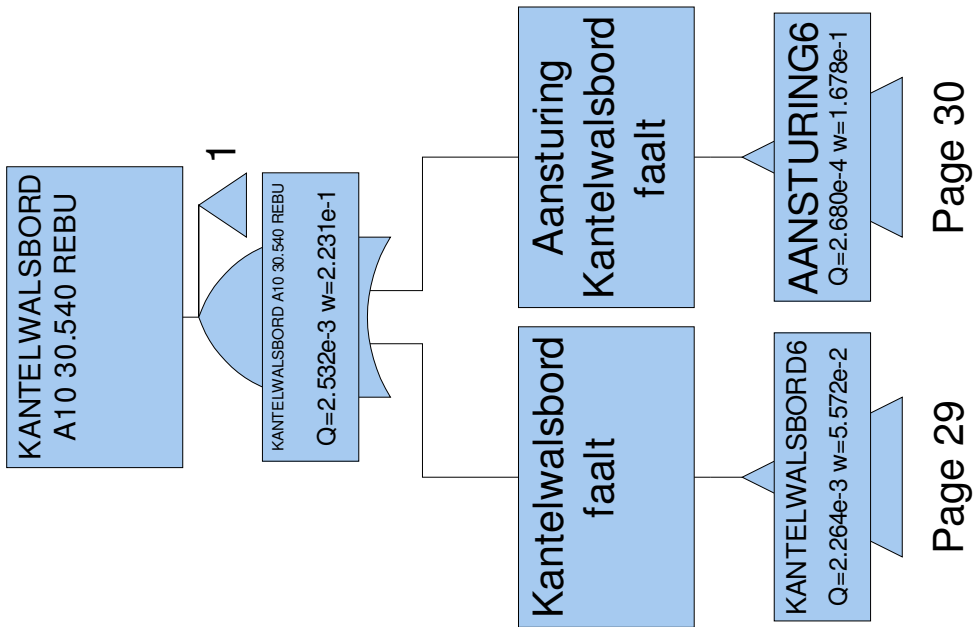 KANTELWALSBORD
A10 30.540 REBU
1
KANTELWALSBORD A10 30.540 REBU
Q=2.532e-3 w=2.231e-1
Kantelwalsbord
faalt
Aansturing
Kantelwalsbord
faalt
KANTELWALSBORD6
Q=2.264e-3 w=5.572e-2
AANSTURING6
Q=2.680e-4 w=1.678e-1
Page 29
Page 30